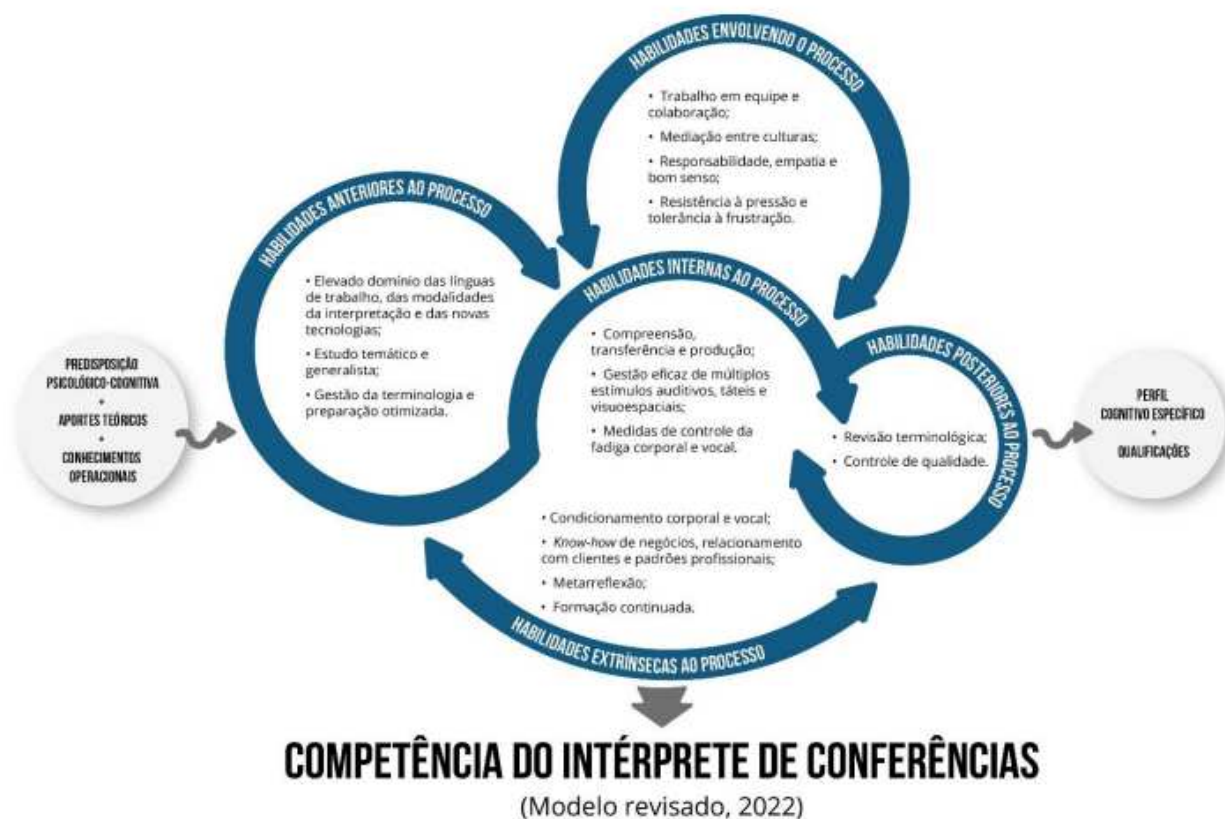 HABILIDADES ENVOLVENDO O PROCESSO
• Trabalho em equipe e
colaboração;
• Mediação entre culturas;
• Responsabilidade, empatia e
bom senso;
• Resistência à pressão e
tolerância à frustração.
HABILIDADES ANTERIORES AO PROCESSO
• Elevado domínio das línguas
de trabalho, das modalidades
da interpretação e das novas
tecnologias;
• Estudo temático e
generalista;
• Gestão da terminologia e
preparação otimizada.
HABILIDADES INTERNAS AO PROCESSO
• Compreensão,
transferência e produção;
• Gestão eficaz de múltiplos
estímulos auditivos, táteis e
visuoespaciais;
• Medidas de controle da
fadiga corporal e vocal.
HABILIDADES POSTERIORES AO PROCESSO
• Revisão terminológica;
• Controle de qualidade.
PREDISPOSIÇÃO
PSICOLÓGICO-COGNITIVA
+
APORTES TEÓRICOS
+
CONHECIMENTOS
OPERACIONAIS
PERFIL
COGNITIVO ESPECÍFICO
+
QUALIFICAÇÕES
• Condicionamento corporal e vocal;
• Know-how de negócios, relacionamento
com clientes e padrões profissionais;
• Metarreflexão;
• Formação continuada.
HABILIDADES EXTRÍNSECAS AO PROCESSO
COMPETÊNCIA DO INTÉRPRETE DE CONFERÊNCIAS
(Modelo revisado, 2022)